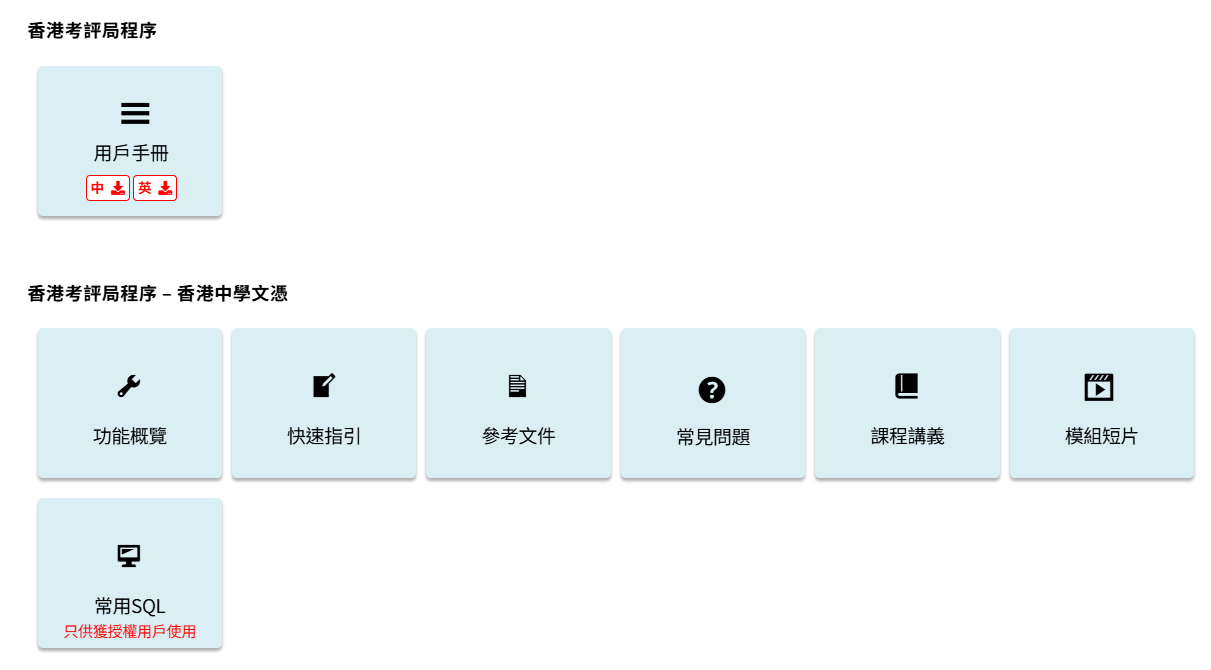 香港考評局程序
用戶手冊
中 英
香港考評局程序 – 香港中學文憑
功能概覽 快速指引 參考文件 常見問題 課程講義 模組短片
常用SQL
只供獲授權用戶使用